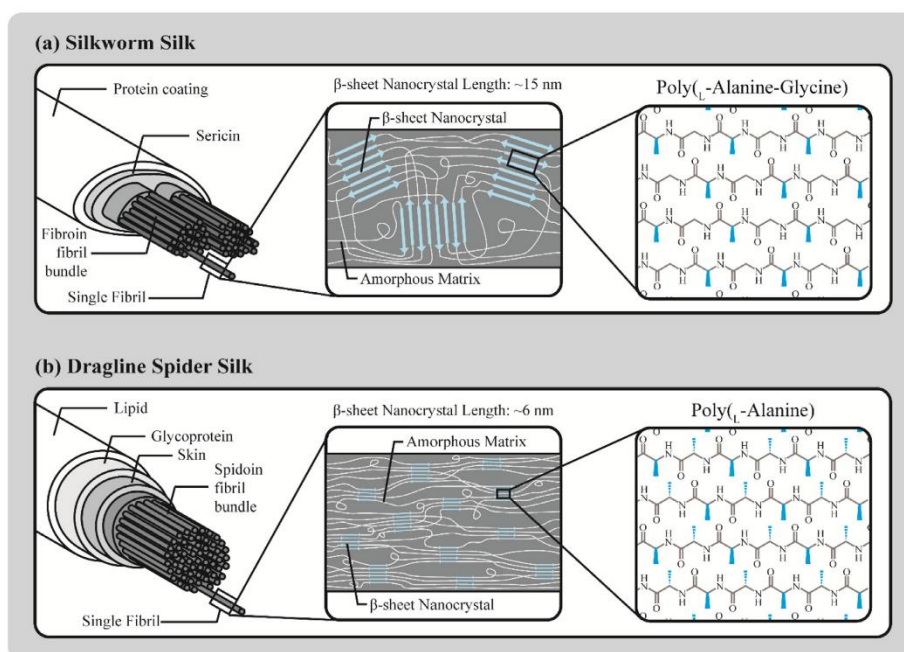 (a) Silkworm Silk
Protein coating
Sericin
Fibroin
fibril
bundle
Single Fibril
β-sheet Nanocrystal Length: ~15 nm
β-sheet Nanocrystal
Amorphous Matrix
Poly(L-Alanine-Glycine)
(b) Dragline Spider Silk
Lipid
Glycoprotein
Skin
Spidoin
fibril
bundle
Single Fibril
β-sheet Nanocrystal Length: ~6 nm
Amorphous Matrix
β-sheet Nanocrystal
Poly(L-Alanine)